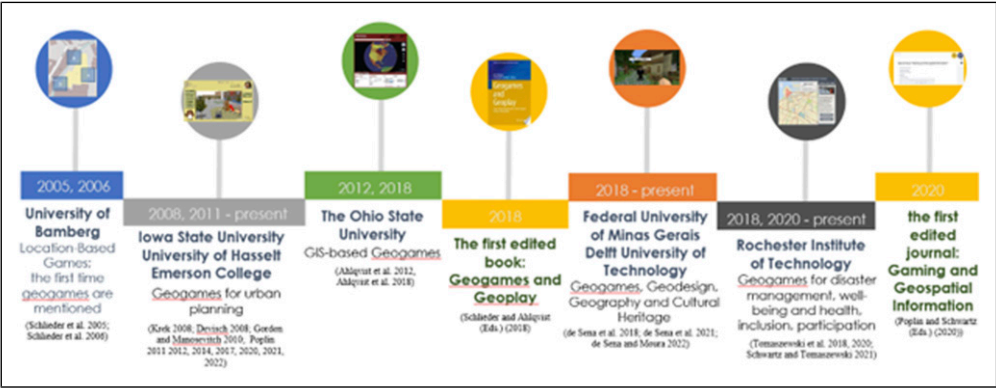 2005, 2006
University of
Bamberg
Location-Based
Games:
the first time
geogames are
mentioned
(Schlieder et al. 2005;
Schlieder et al. 2006)
2008, 2011 - present
Iowa State University
University of Hasselt
Emerson College
Geogames for urban
planning
(Krek 2008; Devisch 2008; Gordon
and Manosevitch 2010; Poplin
2011 2012, 2014, 2017, 2020, 2021,
2022)
2012, 2018
The Ohio State
University
GIS-based Geogames
(Ahlqvist et al. 2012,
Ahlqvist et al. 2018)
Geogames
and
Geoplay
2018
The first edited
book:
Geogames and
Geoplay
(Schlieder and Ahlqvist
(Eds.) (2018)
2018 - present
Federal University
of Minas Gerais
Delft University of
Technology
Geogames, Geodesign,
Geography and Cultural
Heritage
(de Sena et al. 2018; de Sena et al. 2021;
de Sena and Moura 2022)
2018, 2020 - present
Rochester Institute
of Technology
Geogames for disaster
management, well-
being and health,
inclusion, participation
(Tomaszewski et al. 2018, 2020;
Schwartz and Tomaszewski 2021)
2020
the first
edited
journal:
Gaming and
Geospatial
Information
(Poplin and Schwartz
(Eds.) (2020))